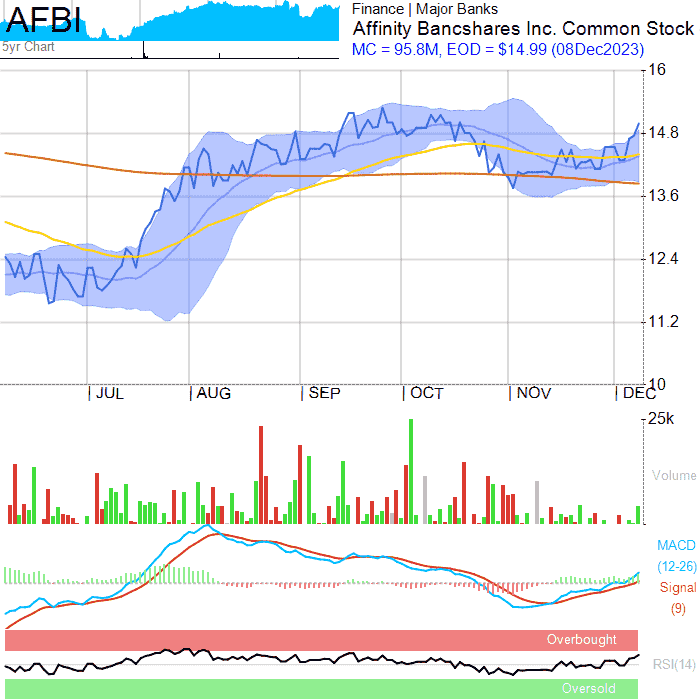 AFBI
5yr Chart
Finance | Major Banks
Affinity Bancshares Inc. Common Stock
MC = 95.8M, EOD = $14.99 (08Dec2023)
16
14.8
13.6
12.4
11.2
10
JUL AUG SEP OCT NOV DEC
25k
Volume
MACD
(12-26)
Signal
(9)
Overbought
RSI(14)
Oversold